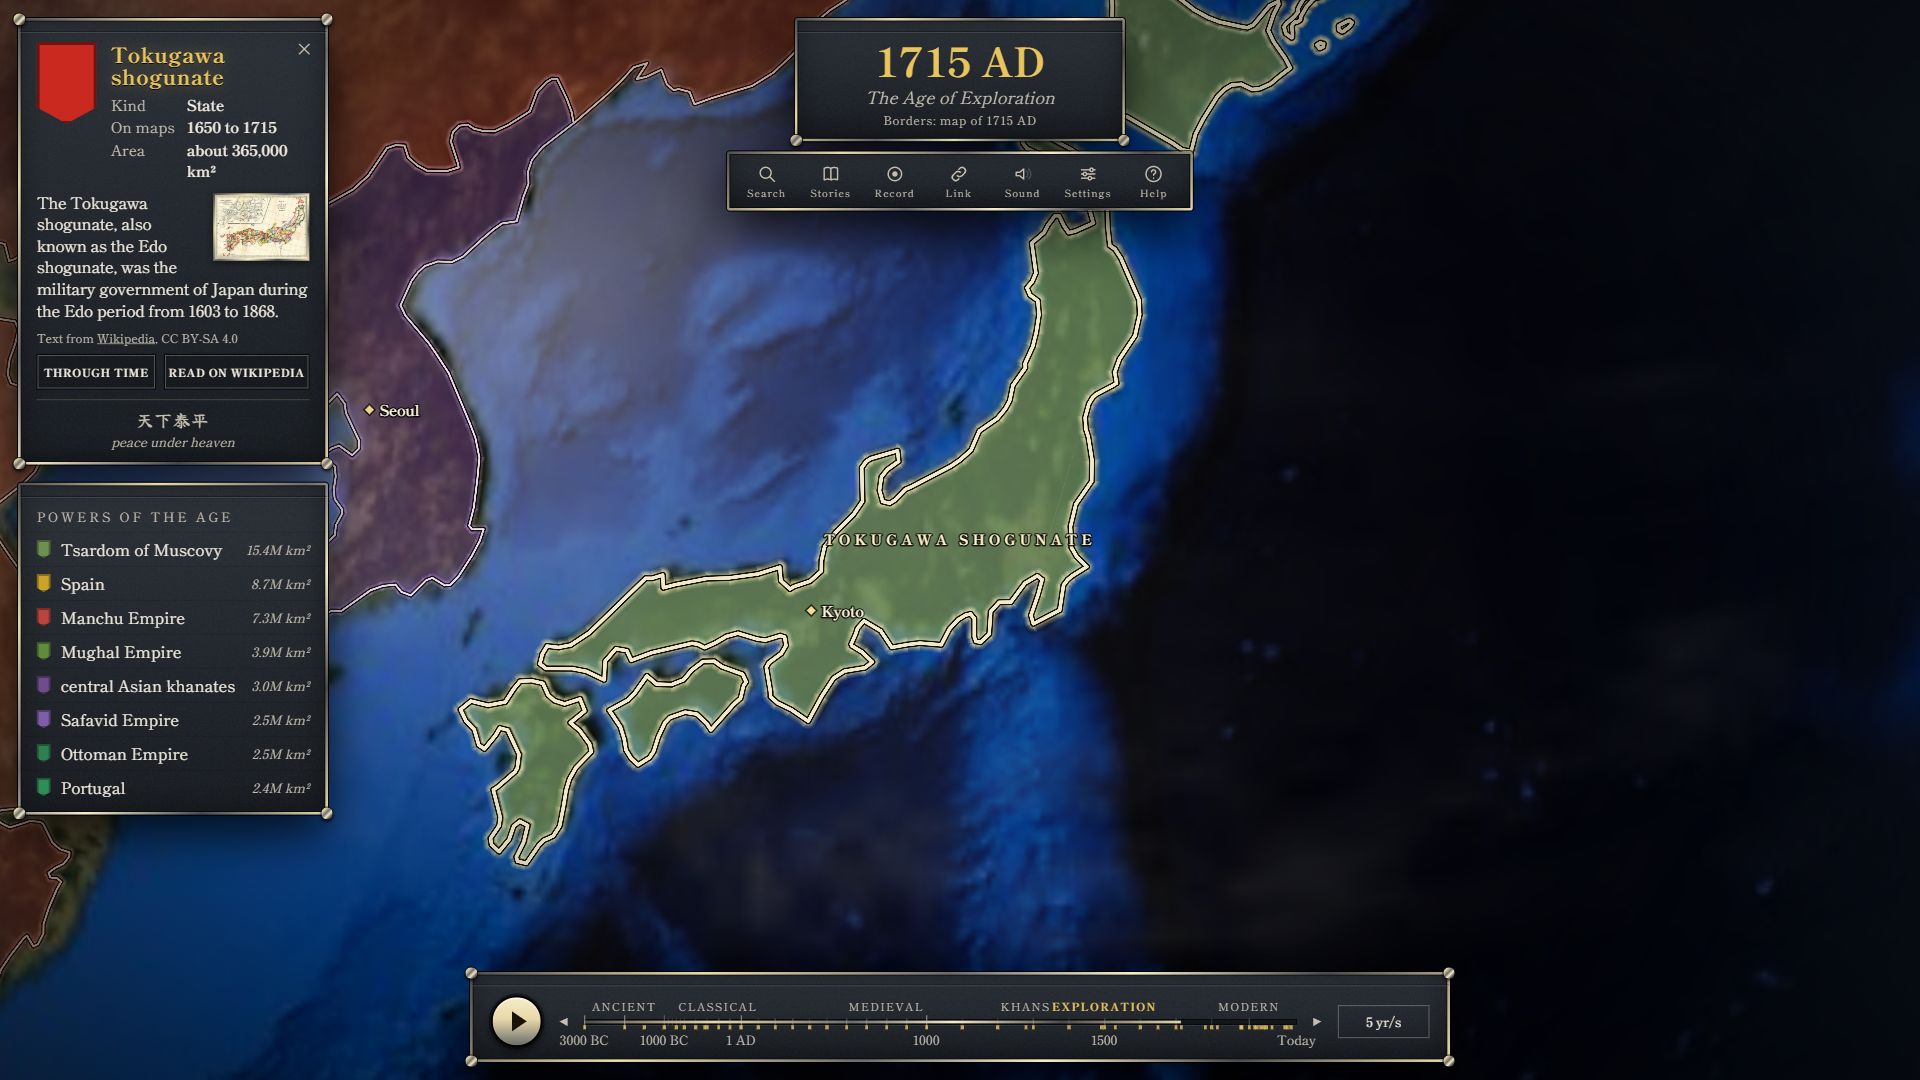 Tokugawa
shogunate
Kind State
On maps 1650 to 1715
Area about 365,000
km²
The Tokugawa
shogunate, also
known as the Edo
shogunate, was the
military government of Japan during
the Edo period from 1603 to 1868.
Text from Wikipedia, CC BY-SA 4.0
THROUGH TIME READ ON WIKIPEDIA
天下泰平
peace under heaven
POWERS OF THE AGE
Tsardom of Muscovy 15.4M km²
Spain 8.7M km²
Manchu Empire 7.3M km²
Mughal Empire 3.9M km²
central Asian khanates 3.0M km²
Safavid Empire 2.5M km²
Ottoman Empire 2.5M km²
Portugal 2.4M km²
1715 AD
The Age of Exploration
Borders: map of 1715 AD
Search Stories Record Link Sound Settings Help
Seoul
TOKUGAWA SHOGUNATE
Kyoto
ANCIENT CLASSICAL MEDIEVAL KHANS EXPLORATION MODERN
3000 BC 1000 BC 1 AD 1000 1500 Today
5 yr/s